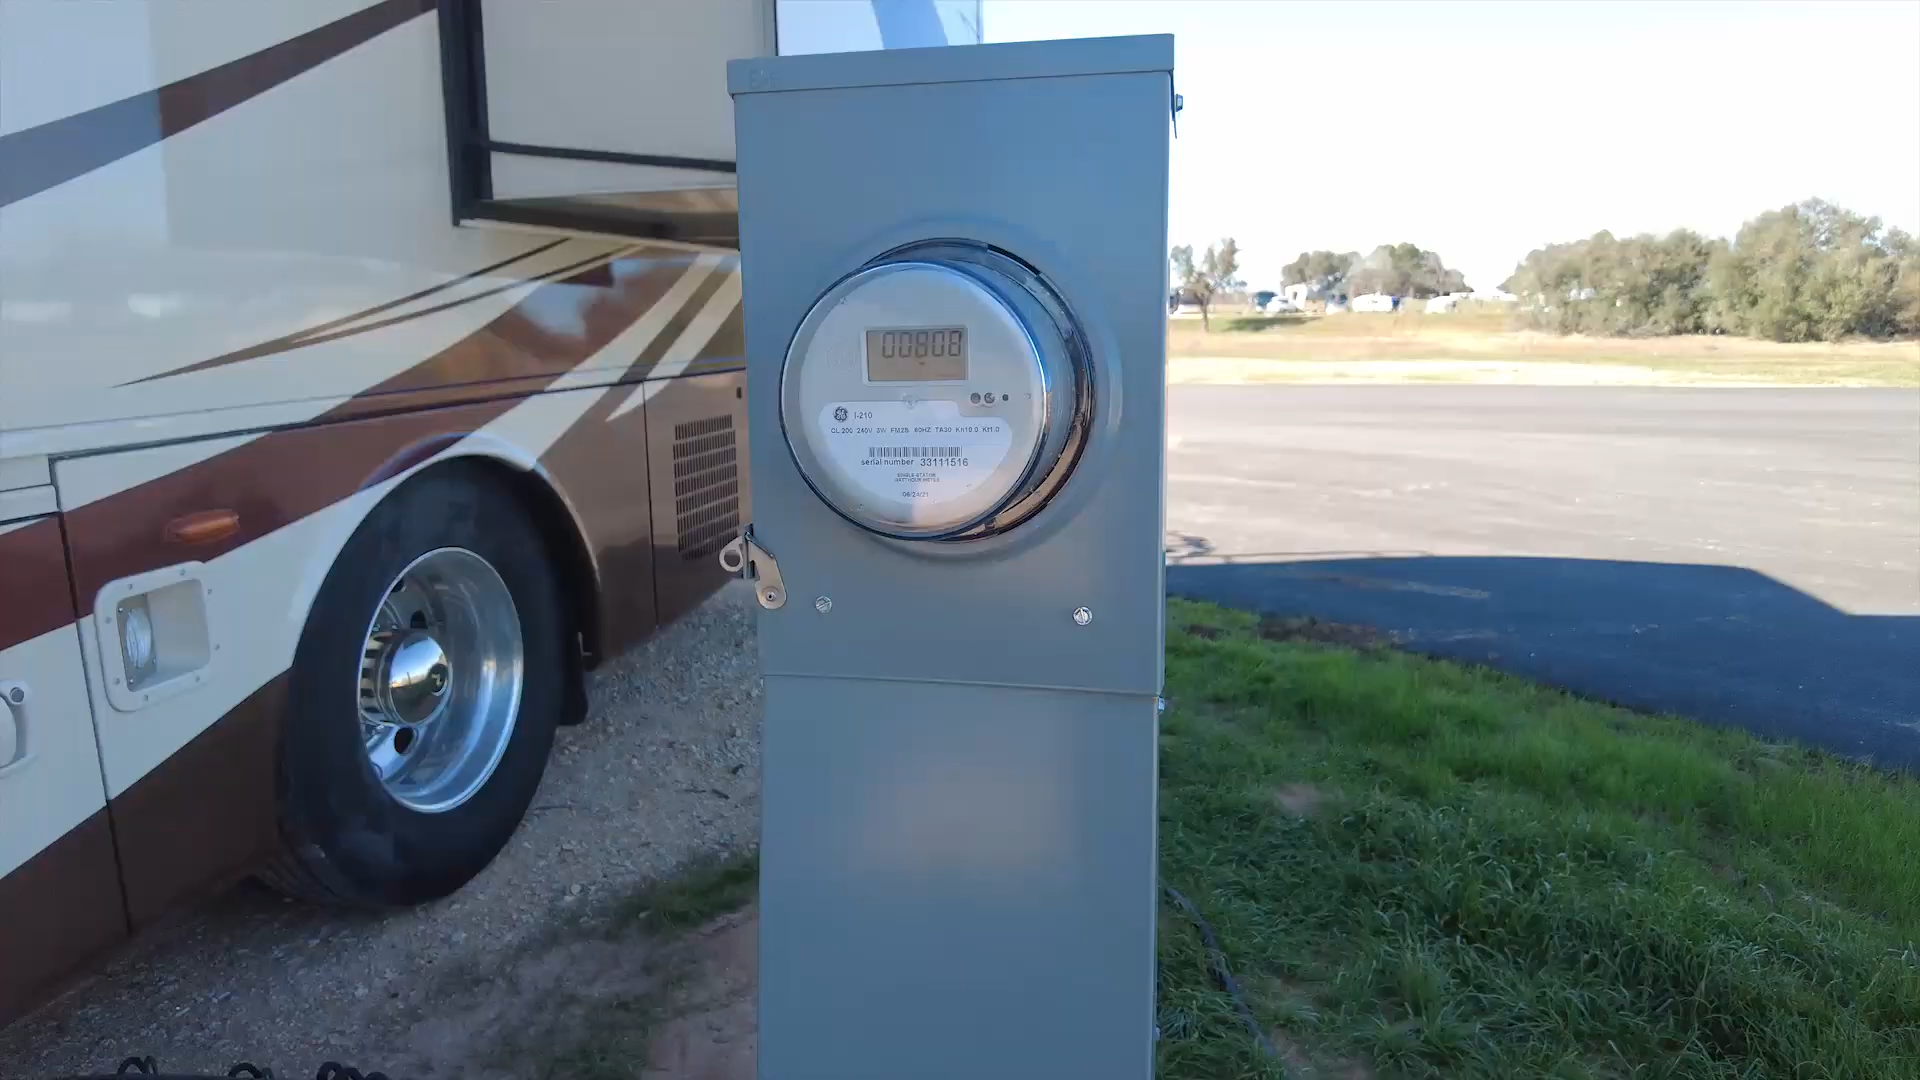 00808
GE I-210
CL 200 240V 3W FM2S 60HZ TA30 Kh10.0 Kt1.0
serial number 33111516
SINGLE STATOR
WATTHOUR METER
06/24/21